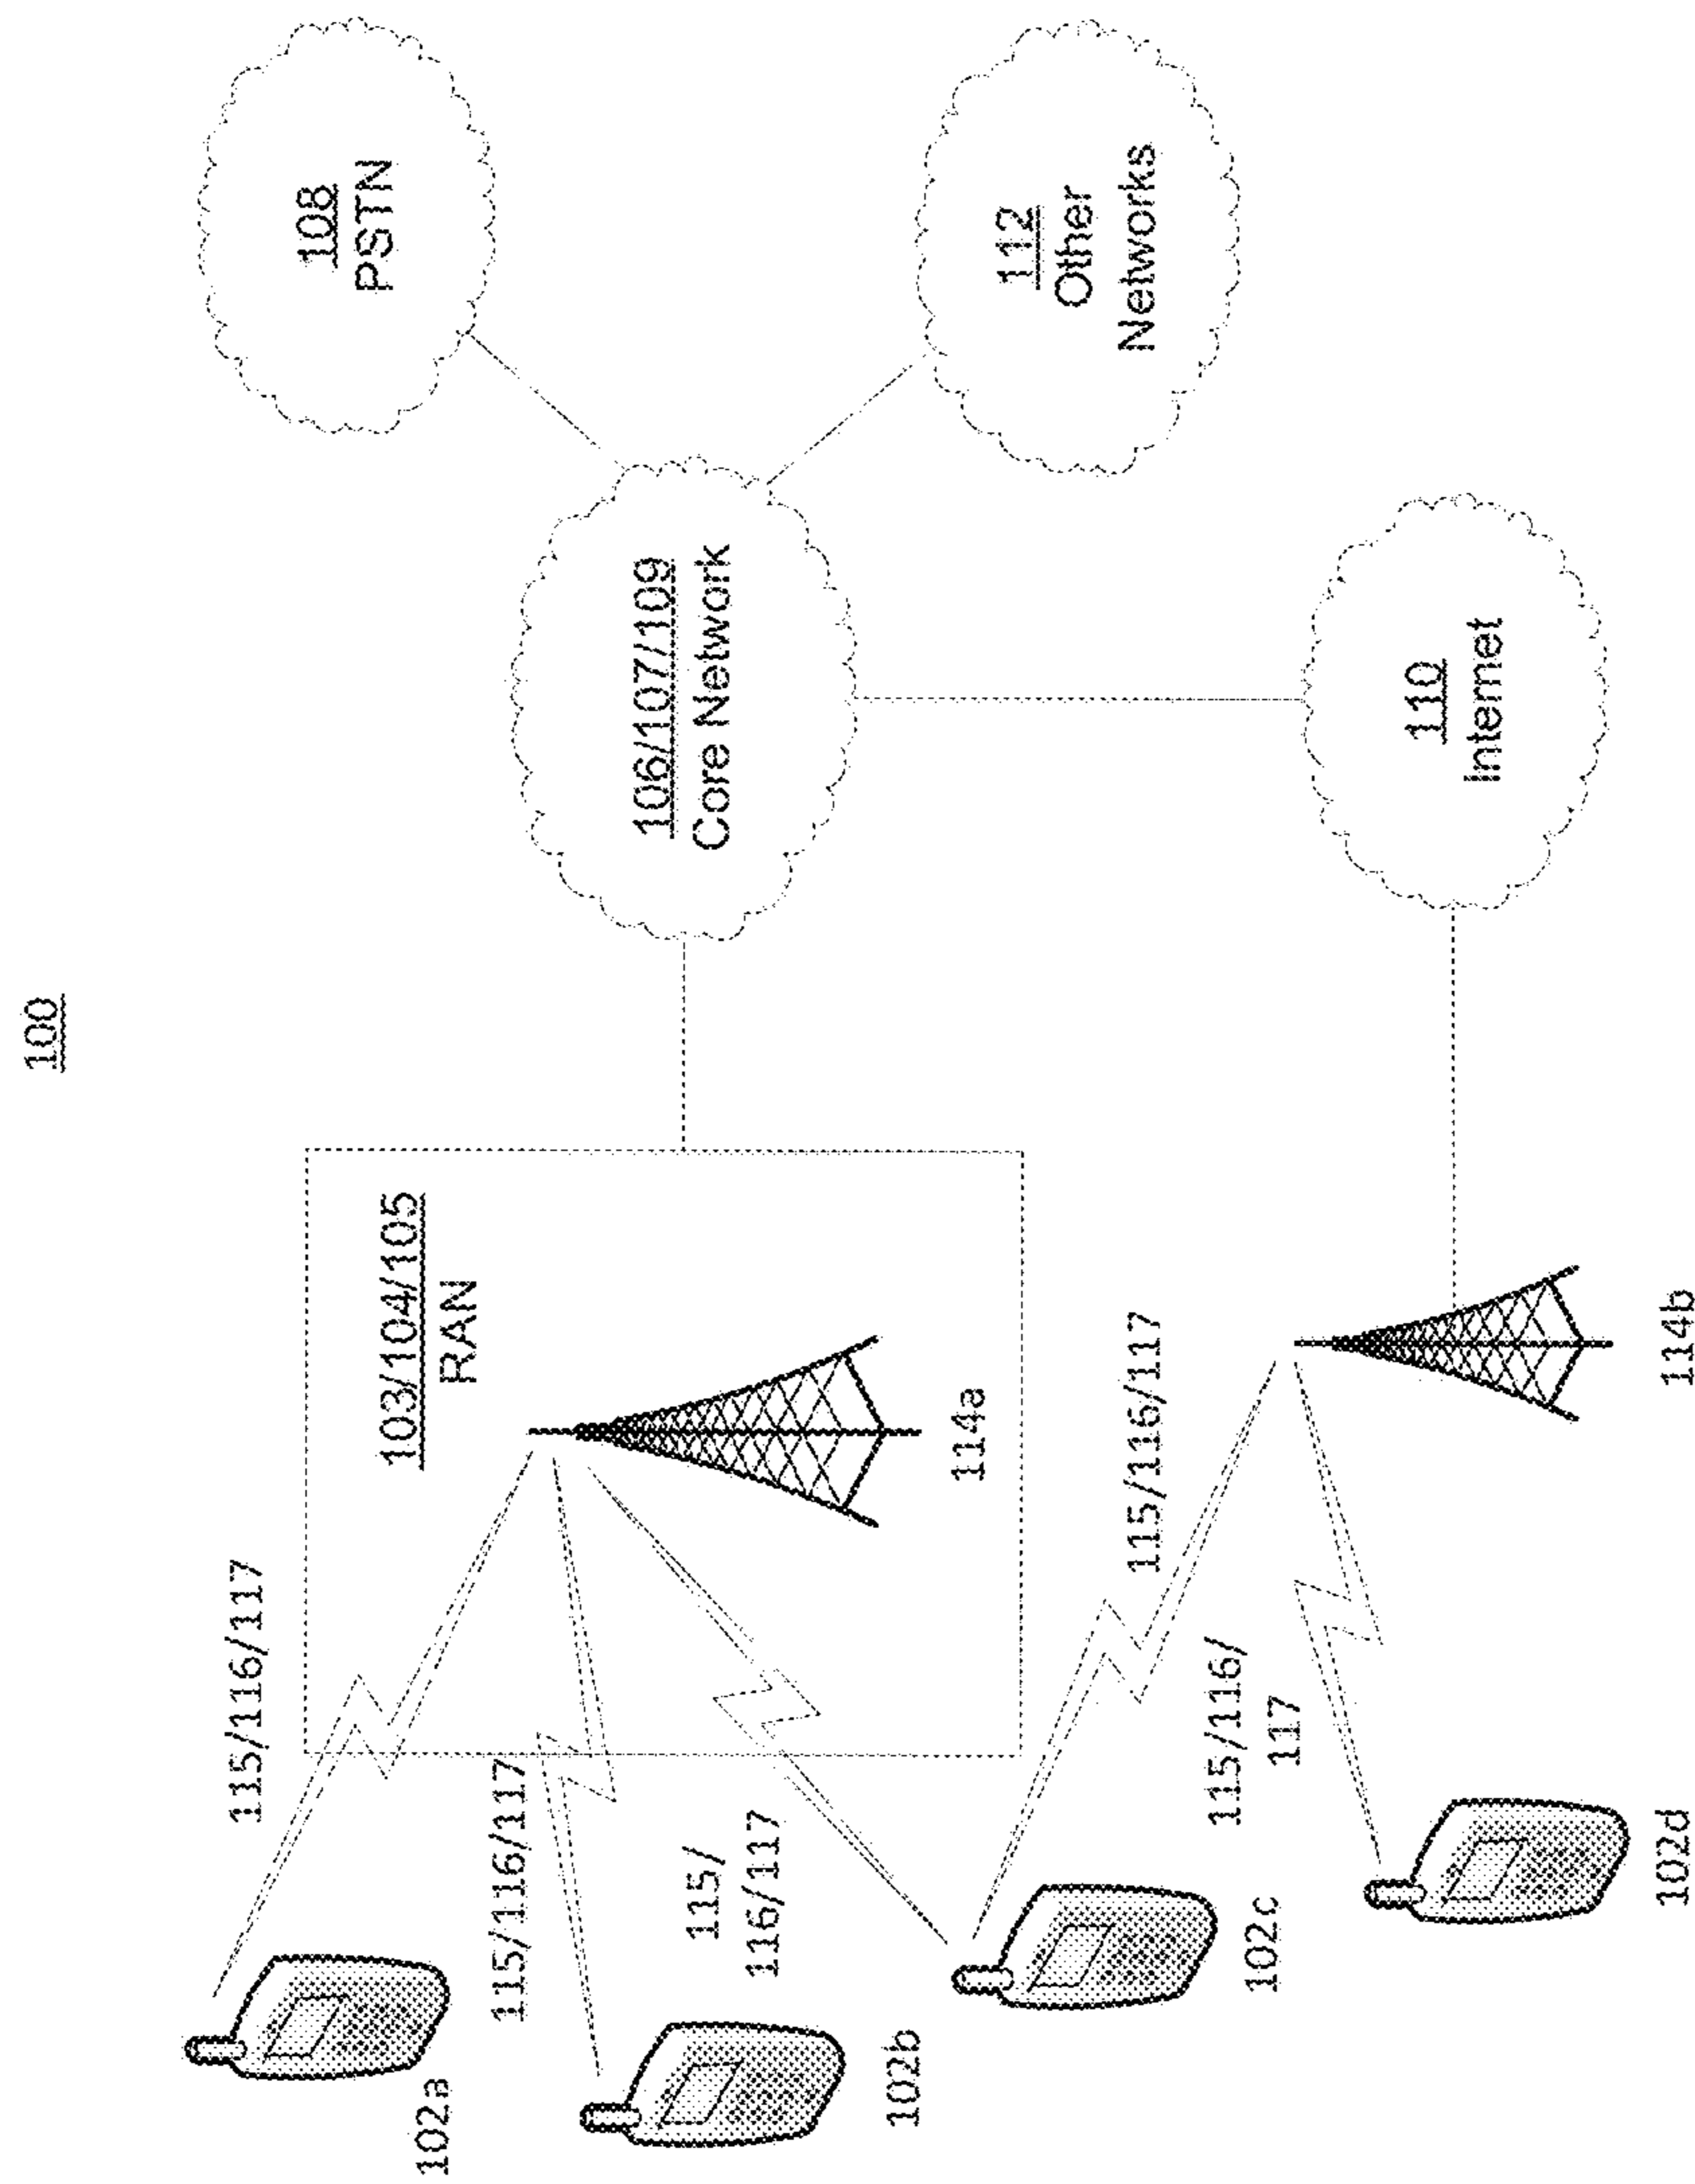 100
115/116/117
103/104/105
RAN
108
PSTN
102a
115/116/117
106/107/109
Core Network
115/
116/117
114a
102b
112
Other
Networks
115/116/117
102c
115/116/
117
110
Internet
102d
114b